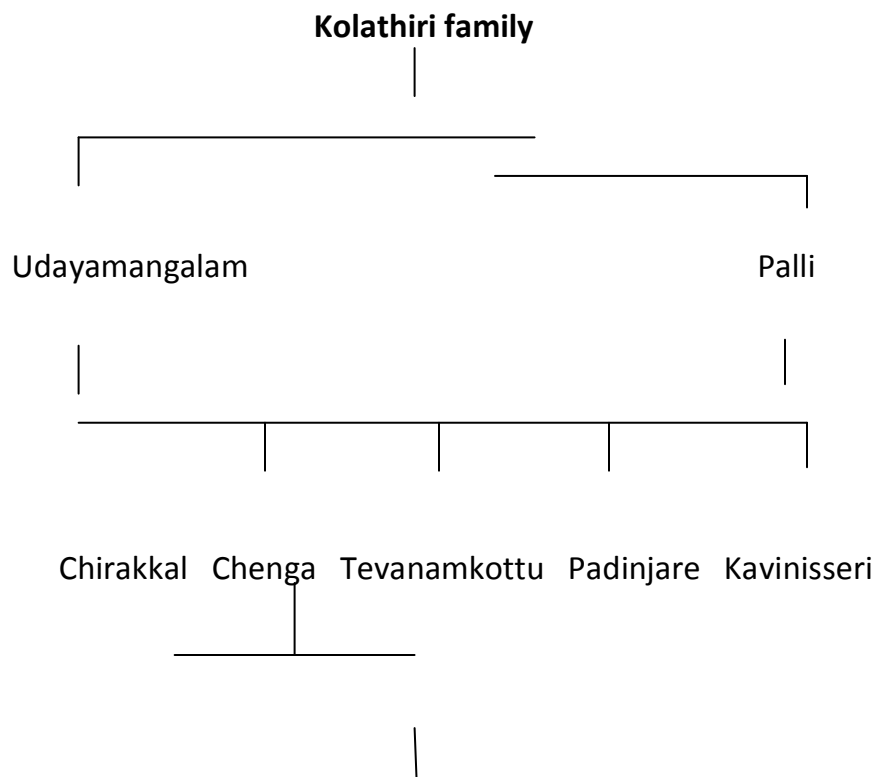 Kolathiri family
Udayamangalam Palli
Chirakkal Chenga Tevanamkottu Padinjare Kavinisseri